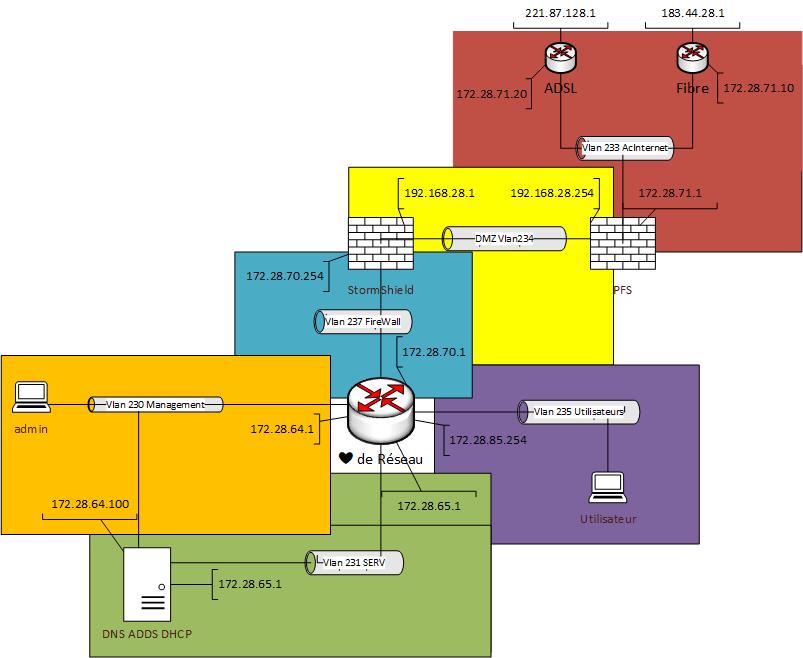 221.87.128.1
183.44.28.1
ADSL
Fibre
172.28.71.20
172.28.71.10
Vlan 233 AcInternet
192.168.28.1
192.168.28.254
172.28.71.1
DMZ Vlan234
172.28.70.254
StormShield
PFS
Vlan 237 FireWall
172.28.70.1
Vlan 230 Management
admin
172.28.64.1
Vlan 235 Utilisateurs
172.28.85.254
♥ de Réseau
Utilisateur
172.28.64.100
172.28.65.1
Vlan 231 SERV
172.28.65.1
DNS ADDS DHCP